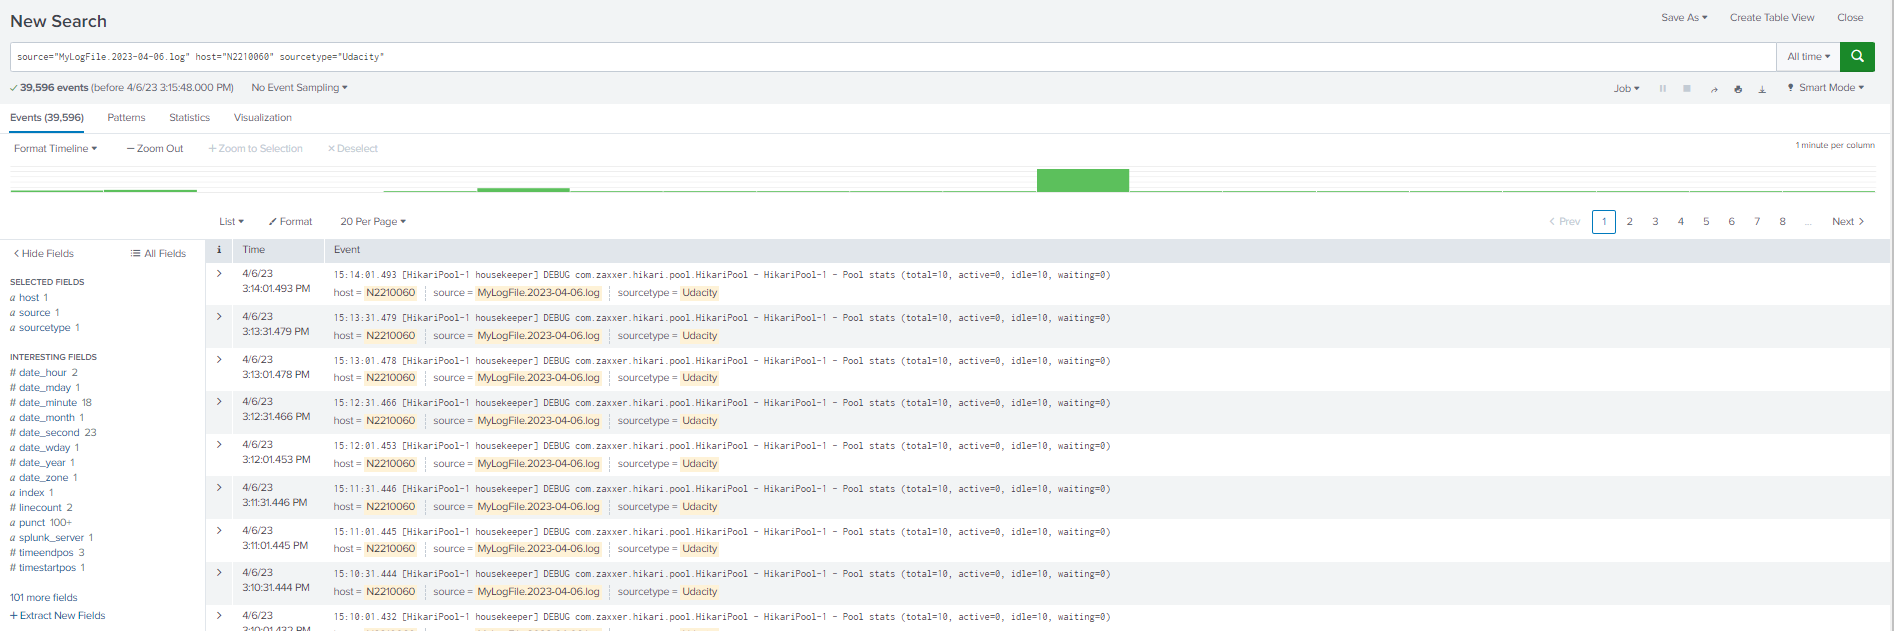 New Search
Save As Create Table View Close
source="MyLogFile.2023-04-06.log" host="N2210060" sourcetype="Udacity"
All time
39,596 events (before 4/6/23 3:15:48.000 PM) No Event Sampling
Job Smart Mode
Events (39,596) Patterns Statistics Visualization
Format Timeline — Zoom Out + Zoom to Selection × Deselect
1 minute per column
List Format 20 Per Page
< Prev 1 2 3 4 5 6 7 8 ... Next >
< Hide Fields All Fields
SELECTED FIELDS
a host 1
a source 1
a sourcetype 1
INTERESTING FIELDS
# date_hour 2
# date_mday 1
# date_minute 18
a date_month 1
# date_second 23
a date_wday 1
# date_year 1
a date_zone 1
a index 1
# linecount 2
a punct 100+
a splunk_server 1
# timeendpos 3
# timestartpos 1
101 more fields
+ Extract New Fields
i Time Event
4/6/23
3:14:01.493 PM
15:14:01.493 [HikariPool-1 housekeeper] DEBUG com.zaxxer.hikari.pool.HikariPool - HikariPool-1 - Pool stats (total=10, active=0, idle=10, waiting=0)
host = N2210060 source = MyLogFile.2023-04-06.log sourcetype = Udacity
4/6/23
3:13:31.479 PM
15:13:31.479 [HikariPool-1 housekeeper] DEBUG com.zaxxer.hikari.pool.HikariPool - HikariPool-1 - Pool stats (total=10, active=0, idle=10, waiting=0)
host = N2210060 source = MyLogFile.2023-04-06.log sourcetype = Udacity
4/6/23
3:13:01.478 PM
15:13:01.478 [HikariPool-1 housekeeper] DEBUG com.zaxxer.hikari.pool.HikariPool - HikariPool-1 - Pool stats (total=10, active=0, idle=10, waiting=0)
host = N2210060 source = MyLogFile.2023-04-06.log sourcetype = Udacity
4/6/23
3:12:31.466 PM
15:12:31.466 [HikariPool-1 housekeeper] DEBUG com.zaxxer.hikari.pool.HikariPool - HikariPool-1 - Pool stats (total=10, active=0, idle=10, waiting=0)
host = N2210060 source = MyLogFile.2023-04-06.log sourcetype = Udacity
4/6/23
3:12:01.453 PM
15:12:01.453 [HikariPool-1 housekeeper] DEBUG com.zaxxer.hikari.pool.HikariPool - HikariPool-1 - Pool stats (total=10, active=0, idle=10, waiting=0)
host = N2210060 source = MyLogFile.2023-04-06.log sourcetype = Udacity
4/6/23
3:11:31.446 PM
15:11:31.446 [HikariPool-1 housekeeper] DEBUG com.zaxxer.hikari.pool.HikariPool - HikariPool-1 - Pool stats (total=10, active=0, idle=10, waiting=0)
host = N2210060 source = MyLogFile.2023-04-06.log sourcetype = Udacity
4/6/23
3:11:01.445 PM
15:11:01.445 [HikariPool-1 housekeeper] DEBUG com.zaxxer.hikari.pool.HikariPool - HikariPool-1 - Pool stats (total=10, active=0, idle=10, waiting=0)
host = N2210060 source = MyLogFile.2023-04-06.log sourcetype = Udacity
4/6/23
3:10:31.444 PM
15:10:31.444 [HikariPool-1 housekeeper] DEBUG com.zaxxer.hikari.pool.HikariPool - HikariPool-1 - Pool stats (total=10, active=0, idle=10, waiting=0)
host = N2210060 source = MyLogFile.2023-04-06.log sourcetype = Udacity
4/6/23
3:10:01.432 PM
15:10:01.432 [HikariPool-1 housekeeper] DEBUG com.zaxxer.hikari.pool.HikariPool - HikariPool-1 - Pool stats (total=10, active=0, idle=10, waiting=0)